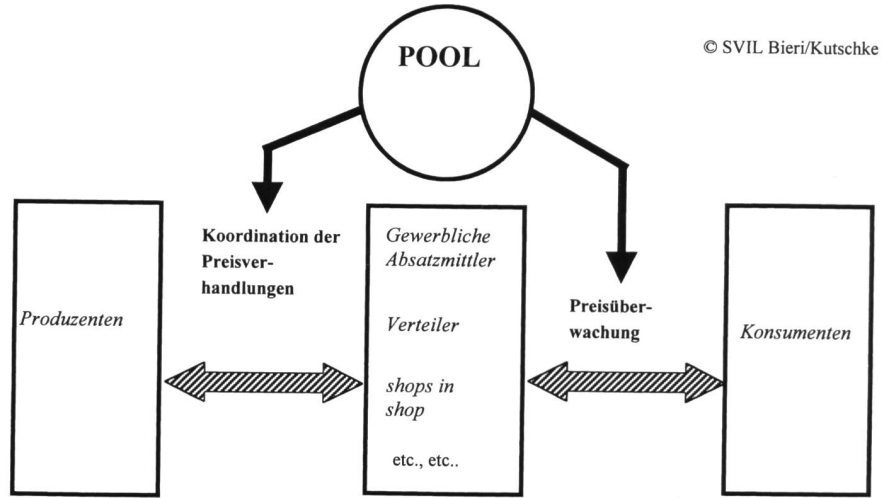 POOL
© SVIL Bieri/Kutschke
Koordination der
Preisver-
handlungen
Gewerbliche
Absatzmittler
Verteiler
shops in
shop
etc., etc..
Preisüber-
wachung
Produzenten
Konsumenten